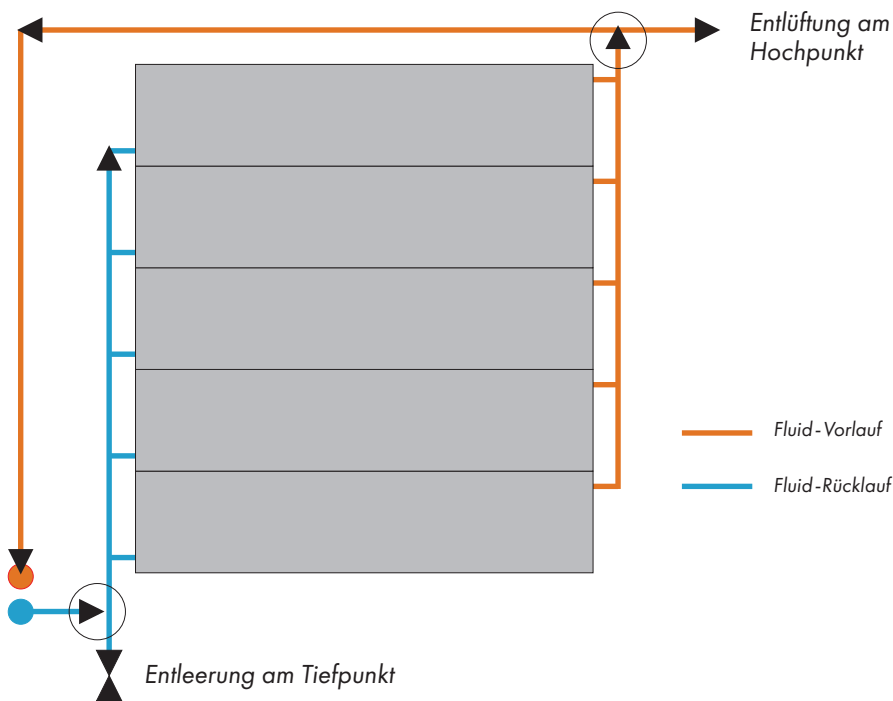 Entlüftung am
Hochpunkt
Fluid-Vorlauf
Fluid-Rücklauf
Entleerung am Tiefpunkt